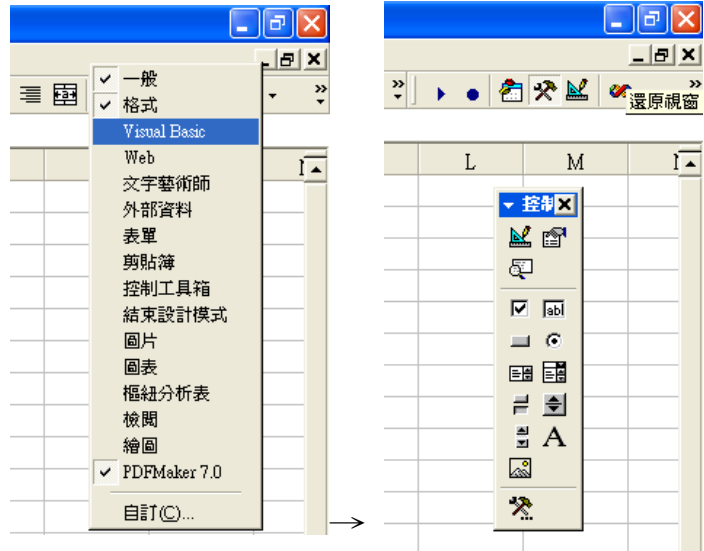 一般
格式
Visual Basic
Web
文字藝術師
外部資料
表單
剪貼簿
控制工具箱
結束設計模式
圖片
圖表
樞紐分析表
檢閱
繪圖
PDFMaker 7.0
自訂(C)...
→
還原視窗
L M
控制
abl
A